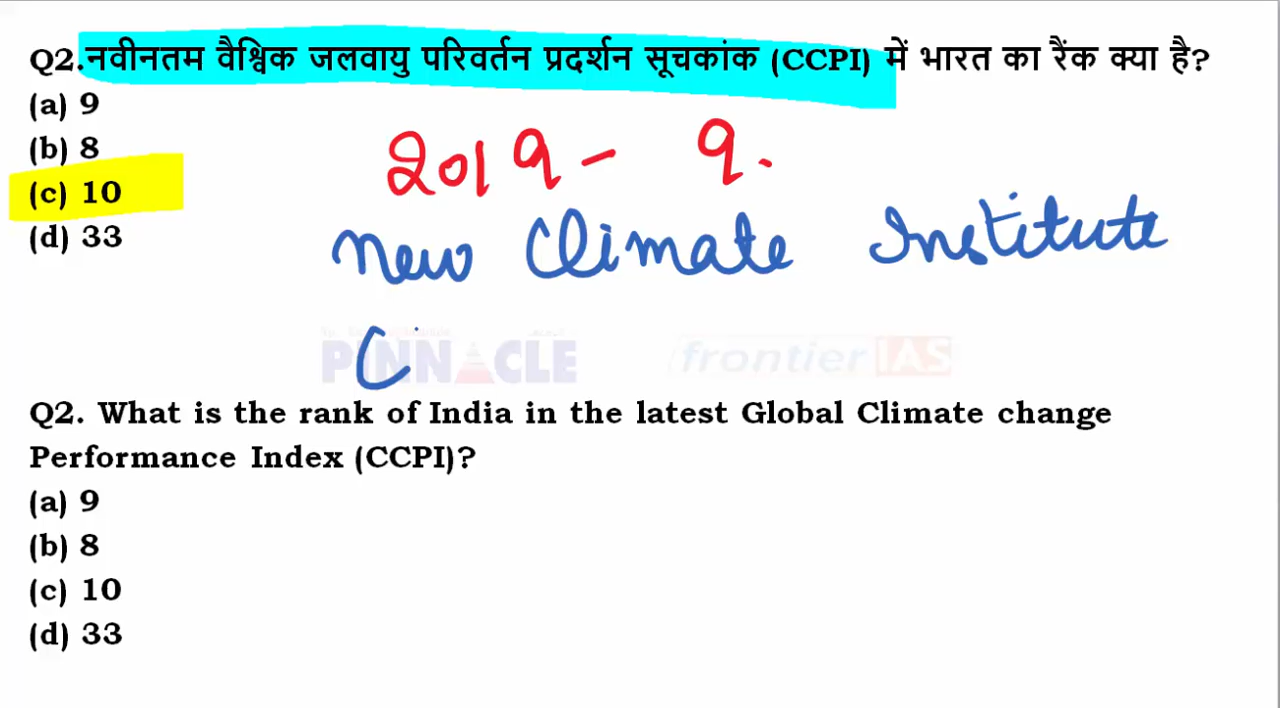 Q2.नवीनतम वैश्विक जलवायु परिवर्तन प्रदर्शन सूचकांक (CCPI) में भारत का रैंक क्या है?
(a) 9
(b) 8
(c) 10
(d) 33
2019 - 9.
New Climate Institute
C
PINNACLE
frontier IAS
Q2. What is the rank of India in the latest Global Climate change
Performance Index (CCPI)?
(a) 9
(b) 8
(c) 10
(d) 33